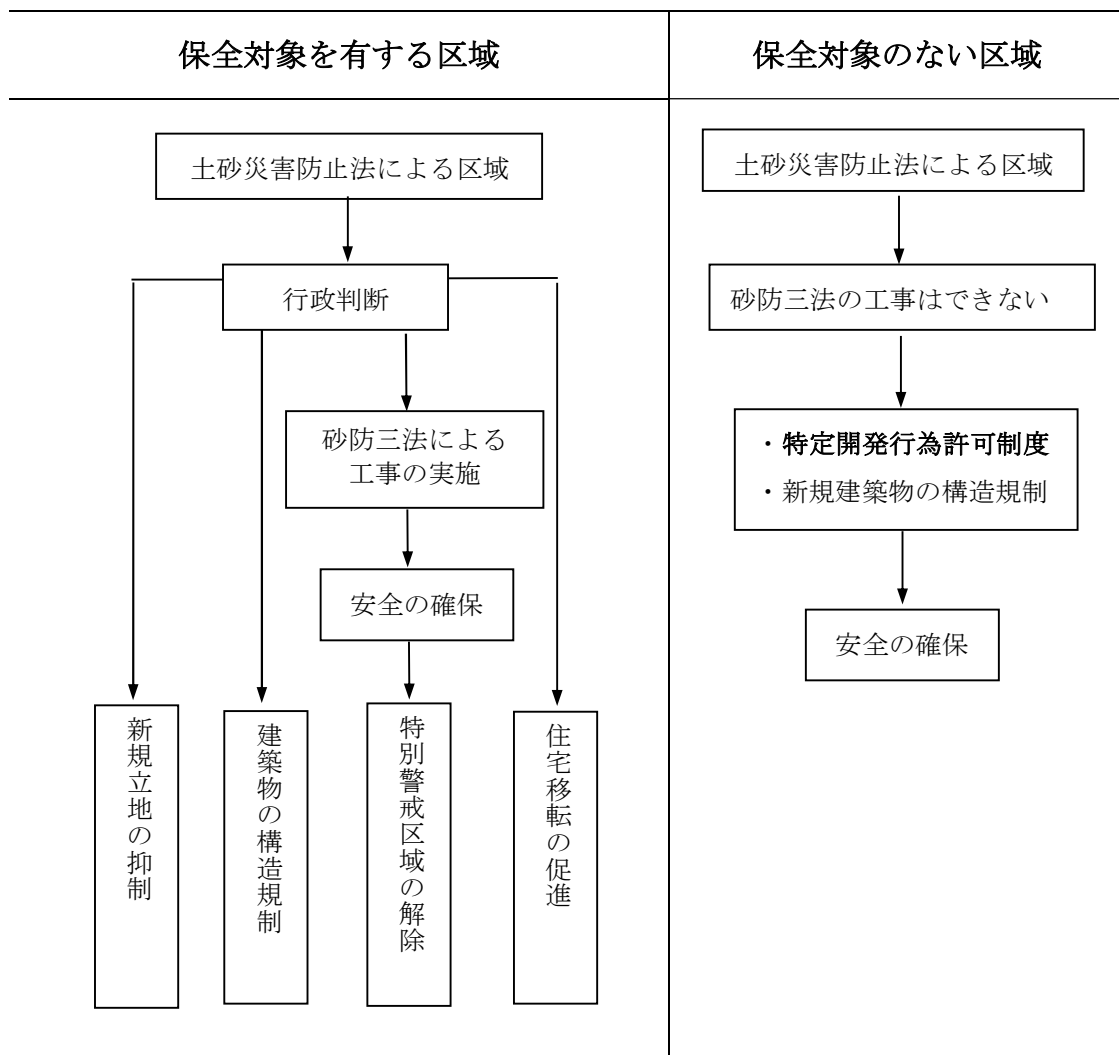 保全対象を有する区域
保全対象のない区域
土砂災害防止法による区域
行政判断
砂防三法による
工事の実施
安全の確保
新規立地の抑制
建築物の構造規制
特別警戒区域の解除
住宅移転の促進
土砂災害防止法による区域
砂防三法の工事はできない
・特定開発行為許可制度
・新規建築物の構造規制
安全の確保